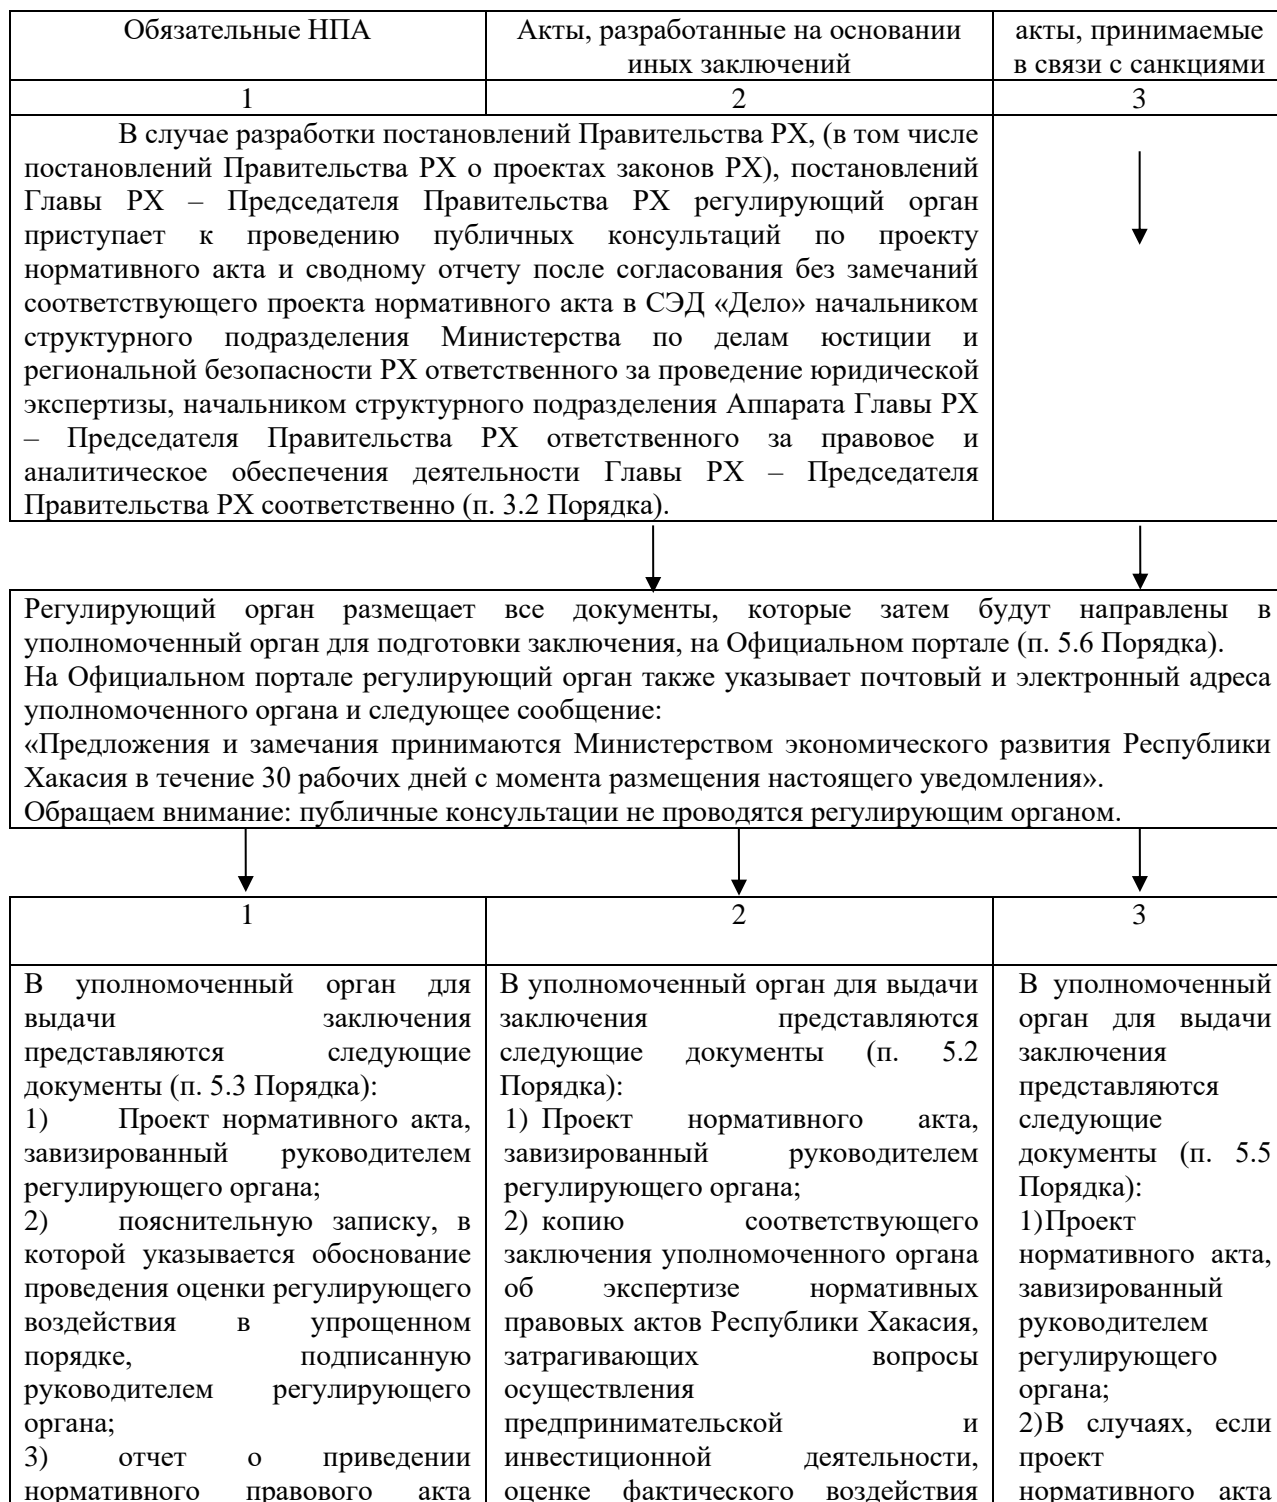 Обязательные НПА
Акты, разработанные на основании
иных заключений
акты, принимаемые
в связи с санкциями
1
2
3
В случае разработки постановлений Правительства РХ, (в том числе
постановлений Правительства РХ о проектах законов РХ), постановлений
Главы РХ – Председателя Правительства РХ регулирующий орган
приступает к проведению публичных консультаций по проекту
нормативного акта и сводному отчету после согласования без замечаний
соответствующего проекта нормативного акта в СЭД «Дело» начальником
структурного подразделения Министерства по делам юстиции и
региональной безопасности РХ ответственного за проведение юридической
экспертизы, начальником структурного подразделения Аппарата Главы РХ
– Председателя Правительства РХ ответственного за правовое и
аналитическое обеспечения деятельности Главы РХ – Председателя
Правительства РХ соответственно (п. 3.2 Порядка).
Регулирующий орган размещает все документы, которые затем будут направлены в
уполномоченный орган для подготовки заключения, на Официальном портале (п. 5.6 Порядка).
На Официальном портале регулирующий орган также указывает почтовый и электронный адреса
уполномоченного органа и следующее сообщение:
«Предложения и замечания принимаются Министерством экономического развития Республики
Хакасия в течение 30 рабочих дней с момента размещения настоящего уведомления».
Обращаем внимание: публичные консультации не проводятся регулирующим органом.
1
2
3
В уполномоченный орган для
выдачи заключения
представляются следующие
документы (п. 5.3 Порядка):
1) Проект нормативного акта,
завизированный руководителем
регулирующего органа;
2) пояснительную записку, в
которой указывается обоснование
проведения оценки регулирующего
воздействия в упрощенном
порядке, подписанную
руководителем регулирующего
органа;
3) отчет о приведении
нормативного правового акта
В уполномоченный орган для выдачи
заключения представляются
следующие документы (п. 5.2
Порядка):
1) Проект нормативного акта,
завизированный руководителем
регулирующего органа;
2) копию соответствующего
заключения уполномоченного органа
об экспертизе нормативных
правовых актов Республики Хакасия,
затрагивающих вопросы
осуществления
предпринимательской и
инвестиционной деятельности,
оценке фактического воздействия
В уполномоченный
орган для выдачи
заключения
представляются
следующие
документы (п. 5.5
Порядка):
1)Проект
нормативного акта,
завизированный
руководителем
регулирующего
органа;
2)В случаях, если
проект
нормативного акта